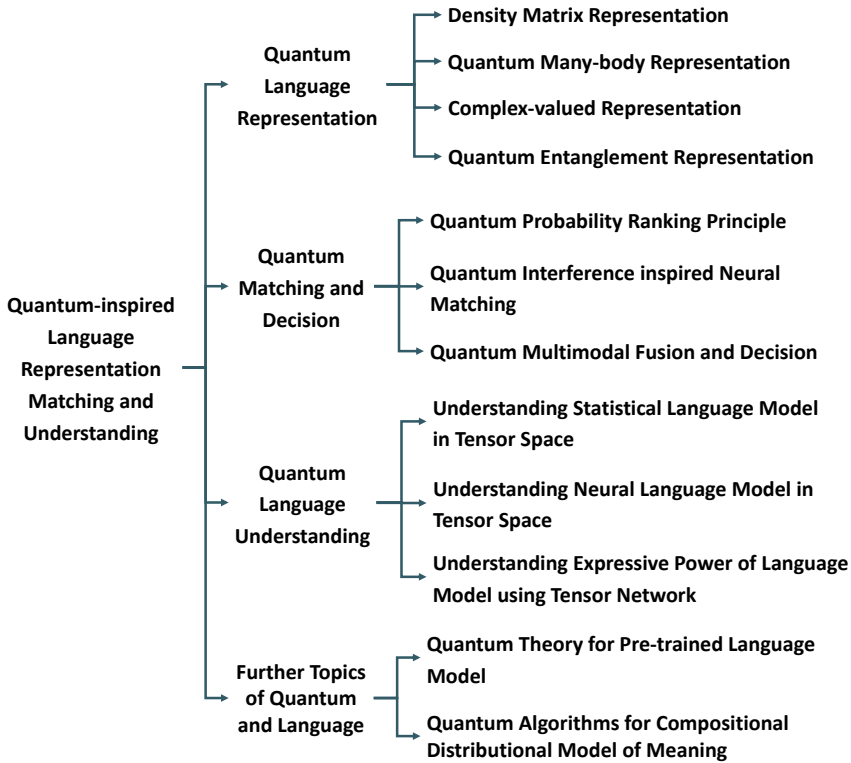 Quantum-inspired
Language
Representation
Matching and
Understanding
Quantum
Language
Representation
Density Matrix Representation
Quantum Many-body Representation
Complex-valued Representation
Quantum Entanglement Representation
Quantum
Matching and
Decision
Quantum Probability Ranking Principle
Quantum Interference inspired Neural
Matching
Quantum Multimodal Fusion and Decision
Quantum
Language
Understanding
Understanding Statistical Language Model
in Tensor Space
Understanding Neural Language Model in
Tensor Space
Understanding Expressive Power of Language
Model using Tensor Network
Further Topics
of Quantum
and Language
Quantum Theory for Pre-trained Language
Model
Quantum Algorithms for Compositional
Distributional Model of Meaning